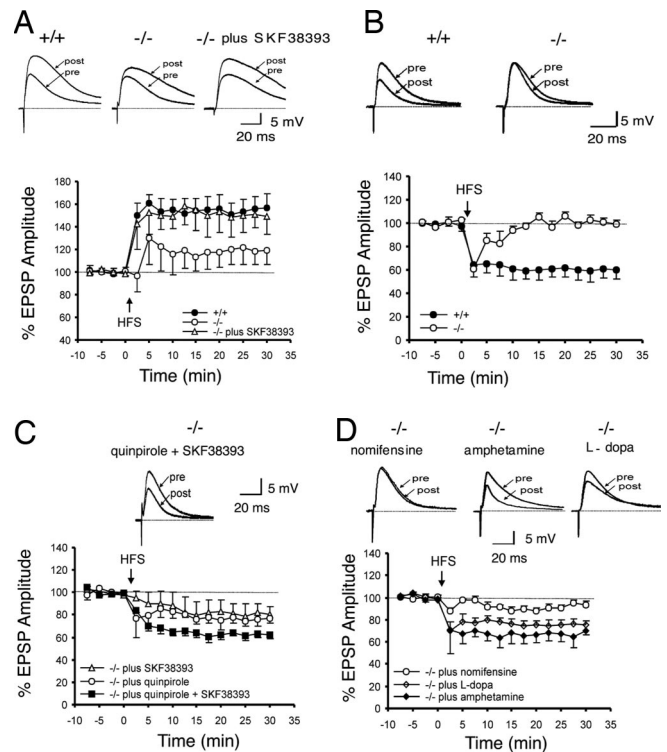 A
+/+ -/- -/- plus SKF38393
post
pre
post
pre
post
pre
5 mV
20 ms
% EPSP Amplitude
180
160
140
120
100
80
60
40
HFS
+/+
-/-
-/- plus SKF38393
-10 -5 0 5 10 15 20 25 30 35
Time (min)
B
+/+ -/-
pre
post
pre
post
5 mV
20 ms
% EPSP Amplitude
140
120
100
80
60
40
20
0
HFS
+/+
-/-
-10 -5 0 5 10 15 20 25 30 35
Time (min)
C
-/-
quinpirole + SKF38393
pre
post
5 mV
20 ms
% EPSP Amplitude
140
120
100
80
60
40
20
0
HFS
-/- plus SKF38393
-/- plus quinpirole
-/- plus quinpirole + SKF38393
-10 -5 0 5 10 15 20 25 30 35
Time (min)
D
-/- -/- -/-
nomifensine amphetamine L - dopa
pre
post
pre
post
pre
post
5 mV
20 ms
% EPSP Amplitude
140
120
100
80
60
40
20
0
HFS
-/- plus nomifensine
-/- plus L-dopa
-/- plus amphetamine
-10 -5 0 5 10 15 20 25 30 35
Time (min)